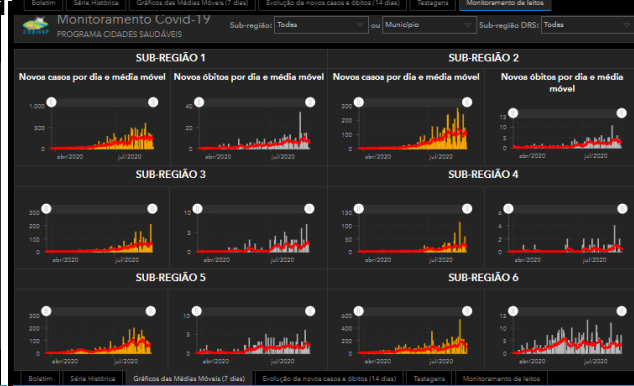 Boletim Série Histórica Gráficos das Médias Móveis (7 dias) Evolução de novos casos e óbitos (14 dias) Testagens Monitoramento de leitos
Monitoramento Covid-19
PROGRAMA CIDADES SAUDÁVEIS
Sub-região: Todas ou Município Sub-região DRS: Todas
SUB-REGIÃO 1 SUB-REGIÃO 2
Novos casos por dia e média móvel Novos óbitos por dia e média móvel Novos casos por dia e média móvel Novos óbitos por dia e média
móvel
1.000 500 0 abr/2020 jul/2020
40 20 0 abr/2020 jul/2020
300 200 100 0 abr/2020 jul/2020
15 10 5 0 abr/2020 jul/2020
SUB-REGIÃO 3 SUB-REGIÃO 4
300 200 100 0 abr/2020 jul/2020
10 5 0 abr/2020 jul/2020
150 100 50 0 abr/2020 jul/2020
6 4 2 0 abr/2020 jul/2020
SUB-REGIÃO 5 SUB-REGIÃO 6
300 200 100 0 abr/2020 jul/2020
10 5 0 abr/2020 jul/2020
600 400 200 0 abr/2020 jul/2020
15 10 5 0 abr/2020 jul/2020
Boletim Série Histórica Gráficos das Médias Móveis (7 dias) Evolução de novos casos e óbitos (14 dias) Testagens Monitoramento de leitos